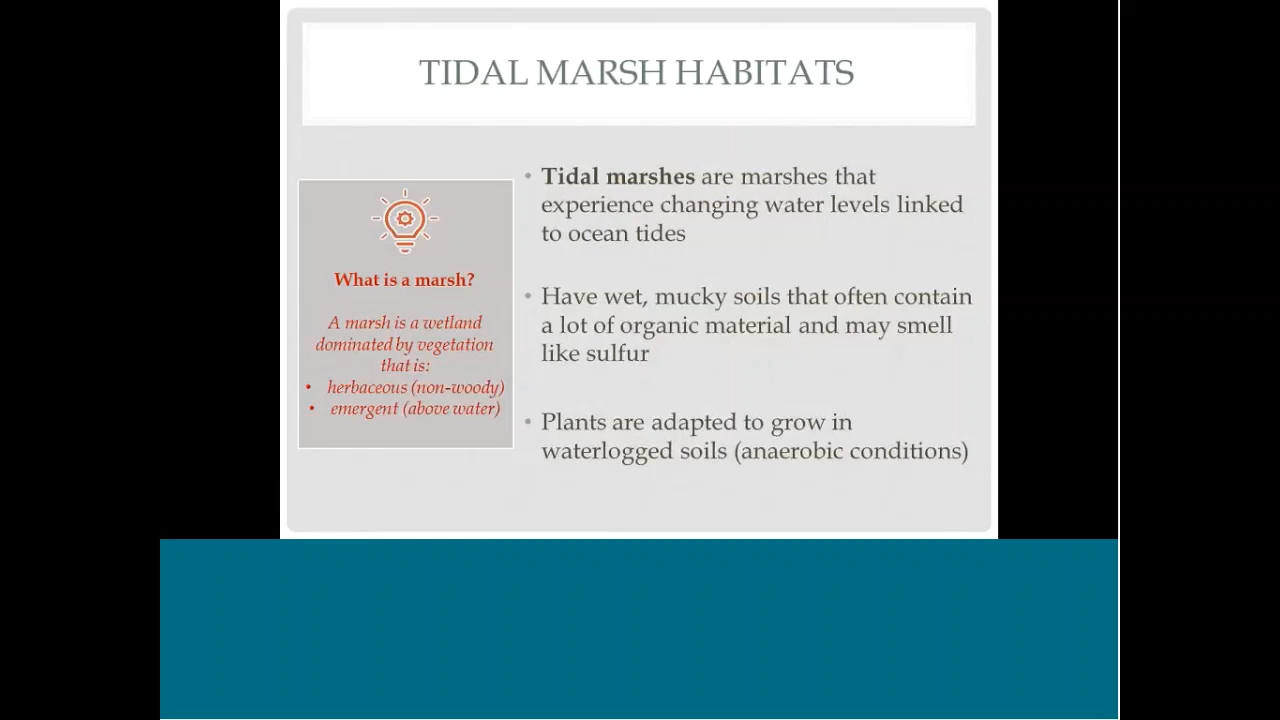 TIDAL MARSH HABITATS
What is a marsh?
A marsh is a wetland
dominated by vegetation
that is:
• herbaceous (non-woody)
• emergent (above water)
• Tidal marshes are marshes that
experience changing water levels linked
to ocean tides
• Have wet, mucky soils that often contain
a lot of organic material and may smell
like sulfur
• Plants are adapted to grow in
waterlogged soils (anaerobic conditions)